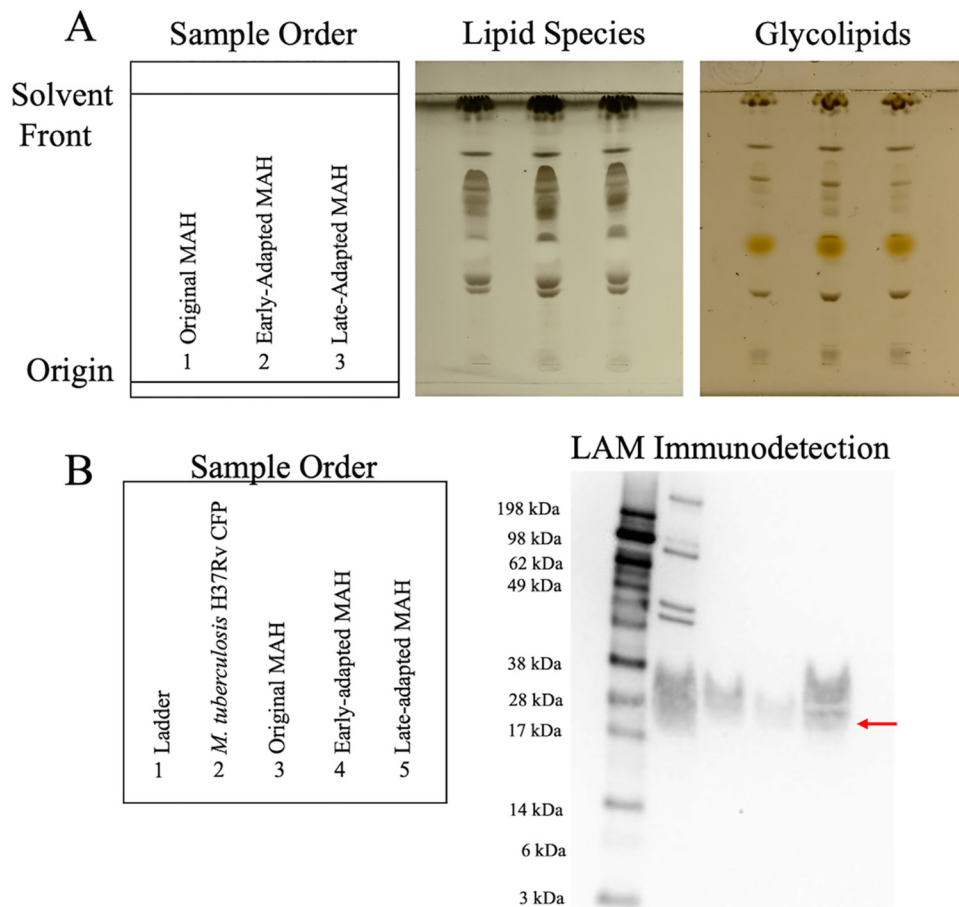 A
Sample Order
Lipid Species
Glycolipids
Solvent
Front
Origin
Original MAH
Early-Adapted MAH
Late-Adapted MAH
1 2 3
B
Sample Order
LAM Immunodetection
Ladder
M. tuberculosis H37Rv CFP
Original MAH
Early-adapted MAH
Late-adapted MAH
1 2 3 4 5
198 kDa
98 kDa
62 kDa
49 kDa
38 kDa
28 kDa
17 kDa
14 kDa
6 kDa
3 kDa